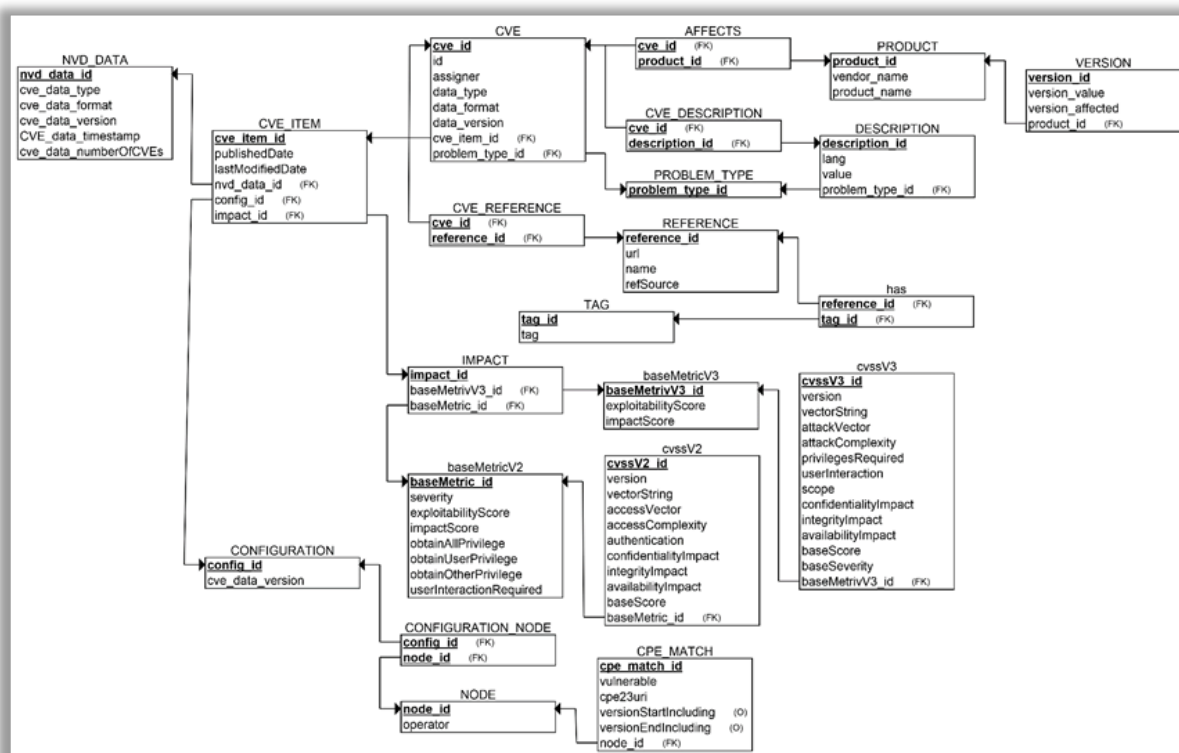 NVD_DATA
nvd_data_id
cve_data_type
cve_data_format
cve_data_version
CVE_data_timestamp
cve_data_numberOfCVEs
CVE_ITEM
cve_item_id
publishedDate
lastModifiedDate
nvd_data_id (FK)
config_id (FK)
impact_id (FK)
CVE
cve_id
id
assigner
data_type
data_format
data_version
cve_item_id (FK)
problem_type_id (FK)
AFFECTS
cve_id (FK)
product_id (FK)
PRODUCT
product_id
vendor_name
product_name
VERSION
version_id
version_value
version_affected
product_id (FK)
CVE_DESCRIPTION
cve_id (FK)
description_id (FK)
DESCRIPTION
description_id
lang
value
problem_type_id (FK)
PROBLEM_TYPE
problem_type_id
CVE_REFERENCE
cve_id (FK)
reference_id (FK)
REFERENCE
reference_id
url
name
refSource
has
reference_id (FK)
tag_id (FK)
TAG
tag_id
tag
IMPACT
impact_id
baseMetrivV3_id (FK)
baseMetric_id (FK)
baseMetricV3
baseMetrivV3_id
exploitabilityScore
impactScore
cvssV3
cvssV3_id
version
vectorString
attackVector
attackComplexity
privilegesRequired
userInteraction
scope
confidentialityImpact
integrityImpact
availabilityImpact
baseScore
baseSeverity
baseMetrivV3_id (FK)
baseMetricV2
baseMetric_id
severity
exploitabilityScore
impactScore
obtainAllPrivilege
obtainUserPrivilege
obtainOtherPrivilege
userInteractionRequired
cvssV2
cvssV2_id
version
vectorString
accessVector
accessComplexity
authentication
confidentialityImpact
integrityImpact
availabilityImpact
baseScore
baseMetric_id (FK)
CONFIGURATION
config_id
cve_data_version
CONFIGURATION_NODE
config_id (FK)
node_id (FK)
NODE
node_id
operator
CPE_MATCH
cpe_match_id
vulnerable
cpe23uri
versionStartIncluding (O)
versionEndIncluding (O)
node_id (FK)